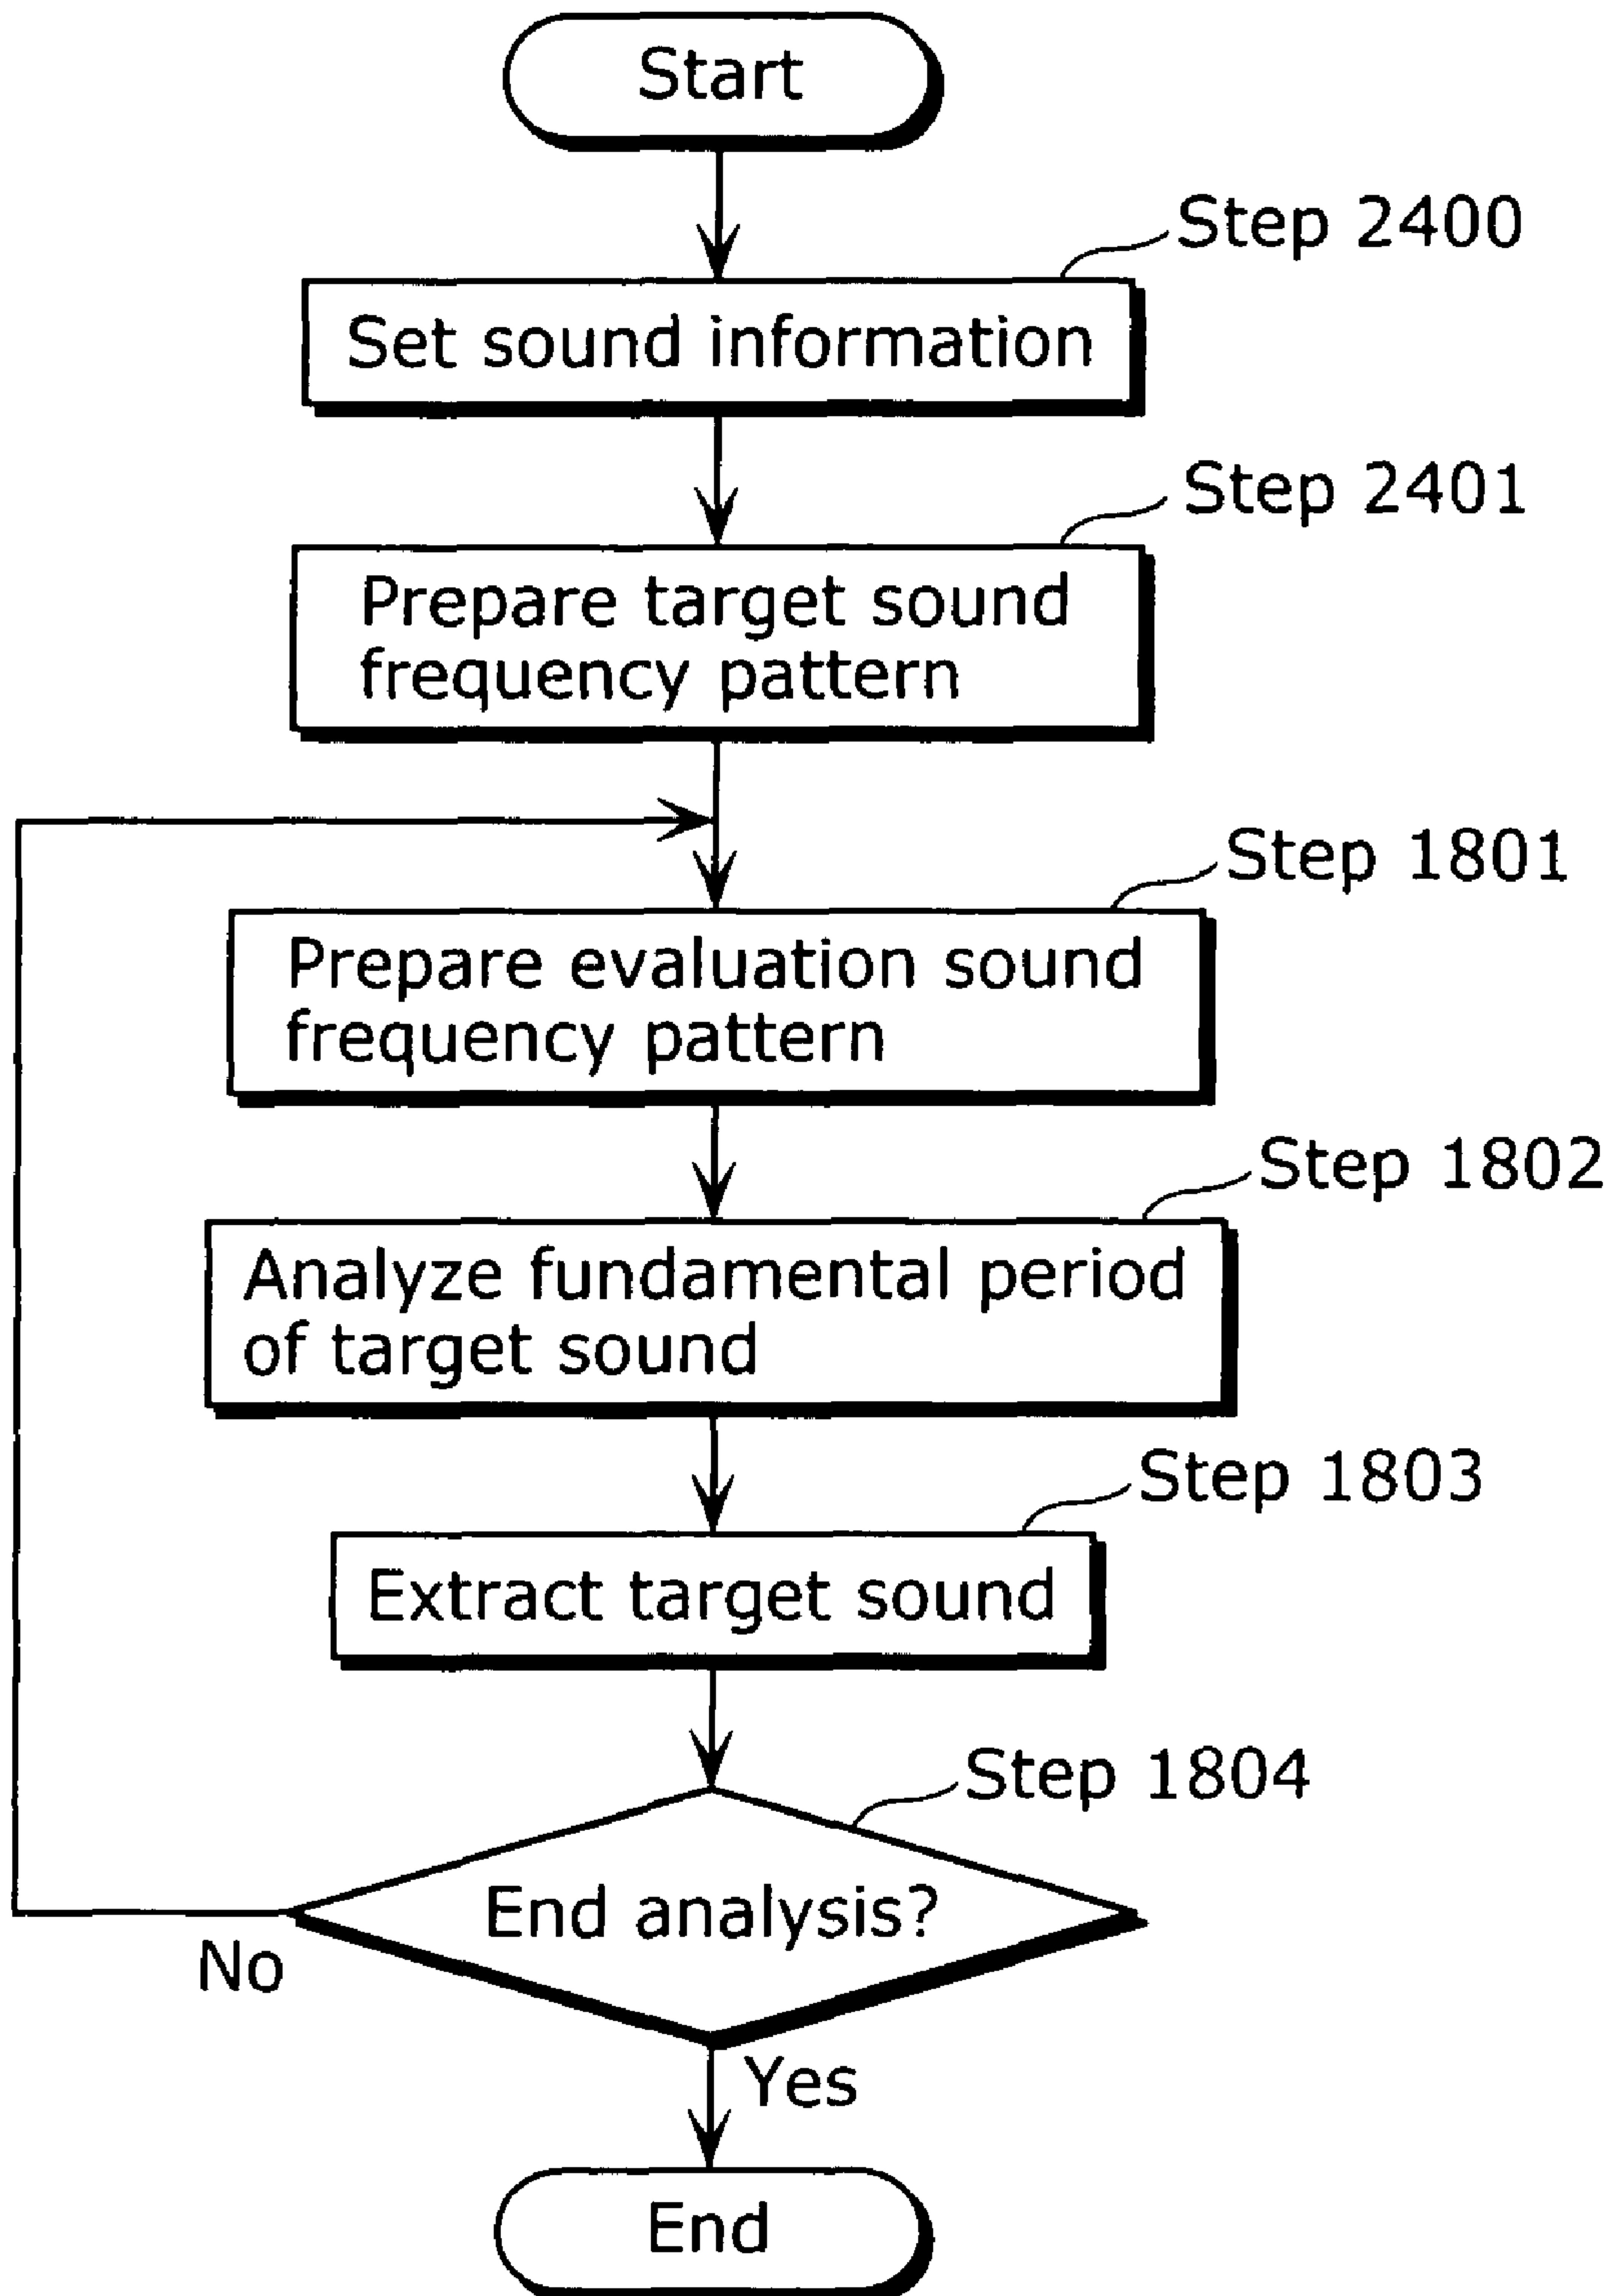 Start
Step 2400
Set sound information
Step 2401
Prepare target sound
frequency pattern
Step 1801
Prepare evaluation sound
frequency pattern
Step 1802
Analyze fundamental period
of target sound
Step 1803
Extract target sound
Step 1804
End analysis?
No
Yes
End